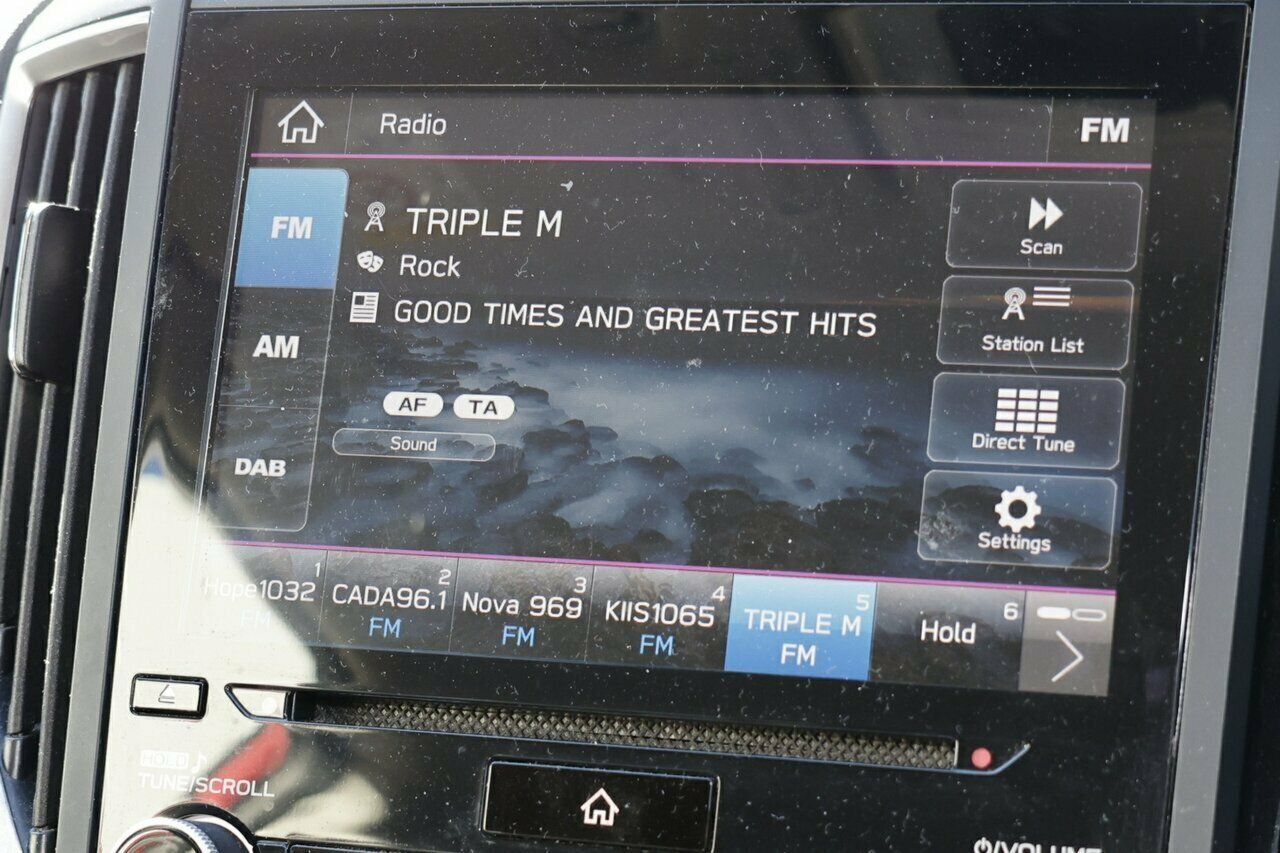 Radio
FM
FM
TRIPLE M
Scan
Rock
GOOD TIMES AND GREATEST HITS
Station List
AM
AF TA
Sound
Direct Tune
DAB
Settings
1 2 3 4 5 6
Hope1032 CADA96.1 Nova 969 KIIS1065 TRIPLE M Hold
FM FM FM FM FM
HOLD
TUNE/SCROLL
/VOLUME